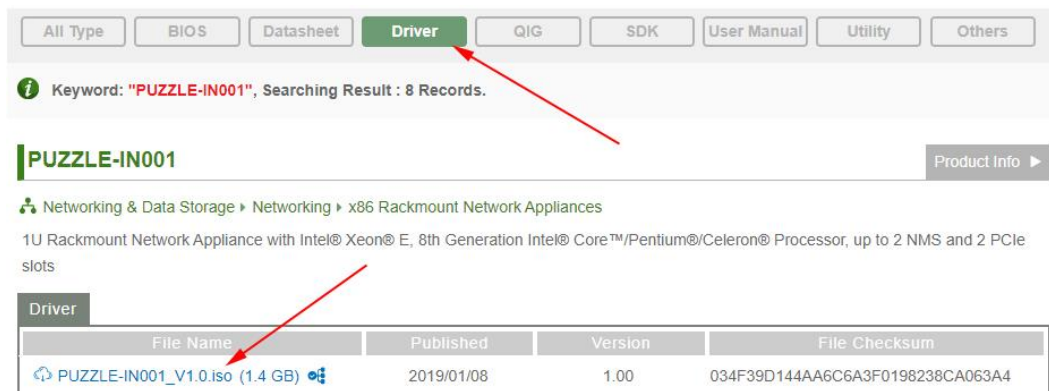 All Type BIOS Datasheet Driver QIG SDK User Manual Utility Others
Keyword: "PUZZLE-IN001", Searching Result : 8 Records.
PUZZLE-IN001 Product Info
Networking & Data Storage Networking x86 Rackmount Network Appliances
1U Rackmount Network Appliance with Intel® Xeon® E, 8th Generation Intel® Core™/Pentium®/Celeron® Processor, up to 2 NMS and 2 PCIe
slots
Driver
File Name Published Version File Checksum
PUZZLE-IN001_V1.0.iso (1.4 GB) 2019/01/08 1.00 034F39D144AA6C6A3F0198238CA063A4